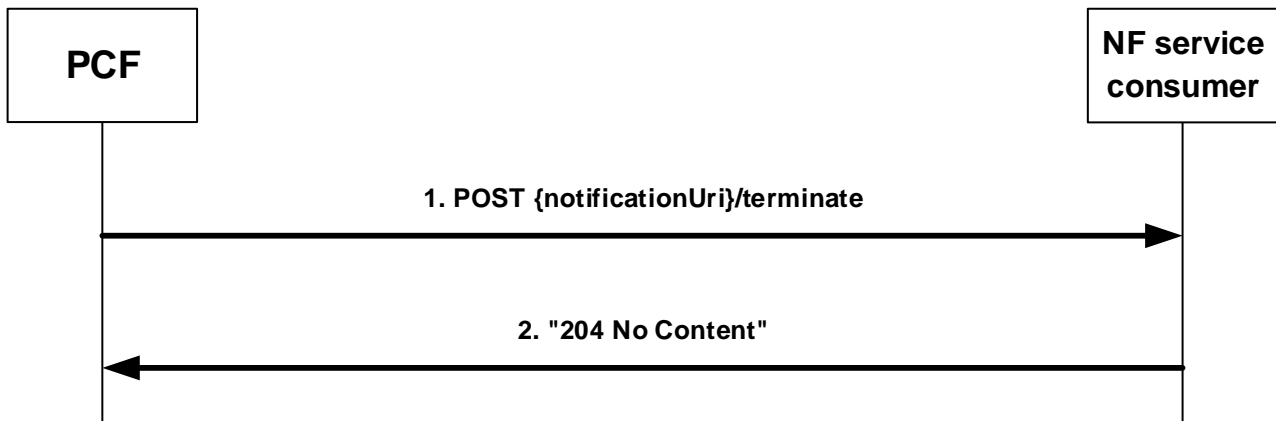 PCF
NF service
consumer
1. POST {notificationUri}/terminate
2. "204 No Content"